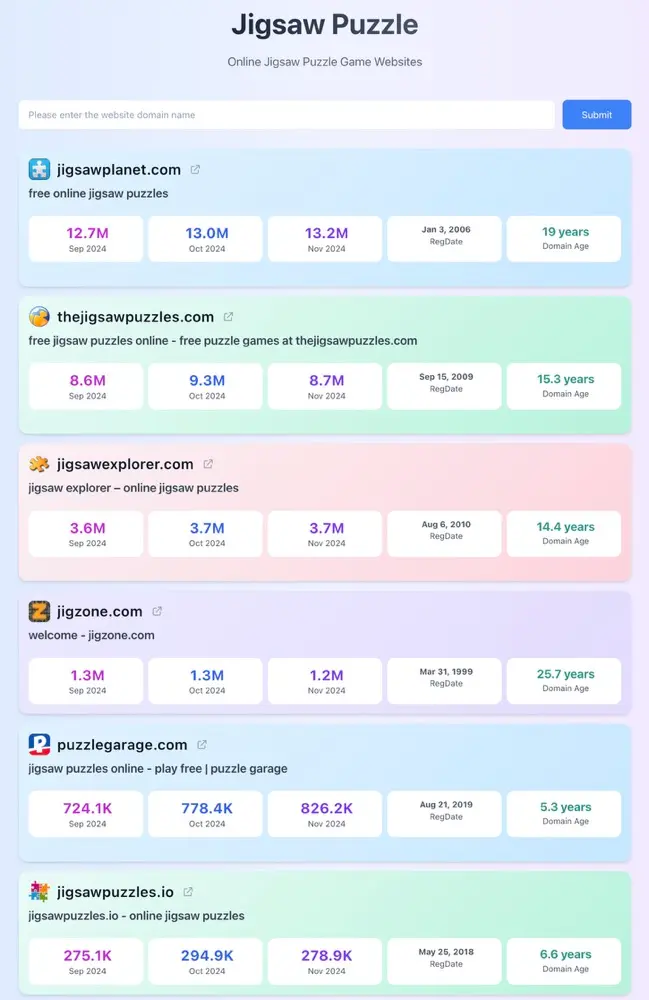 Jigsaw Puzzle
Online Jigsaw Puzzle Game Websites
Please enter the website domain name
Submit
jigsawplanet.com
free online jigsaw puzzles
12.7M
Sep 2024
13.0M
Oct 2024
13.2M
Nov 2024
Jan 3, 2006
RegDate
19 years
Domain Age
thejigsawpuzzles.com
free jigsaw puzzles online - free puzzle games at thejigsawpuzzles.com
8.6M
Sep 2024
9.3M
Oct 2024
8.7M
Nov 2024
Sep 15, 2009
RegDate
15.3 years
Domain Age
jigsawexplorer.com
jigsaw explorer – online jigsaw puzzles
3.6M
Sep 2024
3.7M
Oct 2024
3.7M
Nov 2024
Aug 6, 2010
RegDate
14.4 years
Domain Age
Z
jigzone.com
welcome - jigzone.com
1.3M
Sep 2024
1.3M
Oct 2024
1.2M
Nov 2024
Mar 31, 1999
RegDate
25.7 years
Domain Age
P
puzzlegarage.com
jigsaw puzzles online - play free | puzzle garage
724.1K
Sep 2024
778.4K
Oct 2024
826.2K
Nov 2024
Aug 21, 2019
RegDate
5.3 years
Domain Age
jigsawpuzzles.io
jigsawpuzzles.io - online jigsaw puzzles
275.1K
Sep 2024
294.9K
Oct 2024
278.9K
Nov 2024
May 25, 2018
RegDate
6.6 years
Domain Age